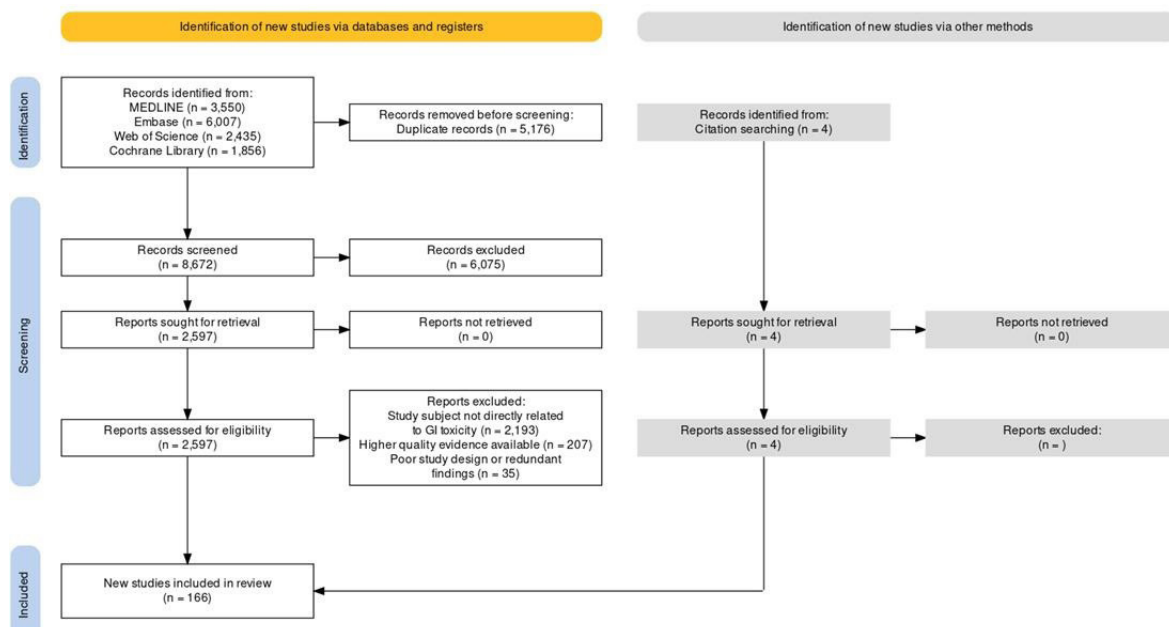 Identification of new studies via databases and registers
Identification of new studies via other methods
Identification
Records identified from:
MEDLINE (n = 3,550)
Embase (n = 6,007)
Web of Science (n = 2,435)
Cochrane Library (n = 1,856)
Records removed before screening:
Duplicate records (n = 5,176)
Records identified from:
Citation searching (n = 4)
Screening
Records screened
(n = 8,672)
Records excluded
(n = 6,075)
Reports sought for retrieval
(n = 2,597)
Reports not retrieved
(n = 0)
Reports sought for retrieval
(n = 4)
Reports not retrieved
(n = 0)
Reports assessed for eligibility
(n = 2,597)
Reports excluded:
Study subject not directly related
to GI toxicity (n = 2,193)
Higher quality evidence available (n = 207)
Poor study design or redundant
findings (n = 35)
Reports assessed for eligibility
(n = 4)
Reports excluded:
(n = )
Included
New studies included in review
(n = 166)